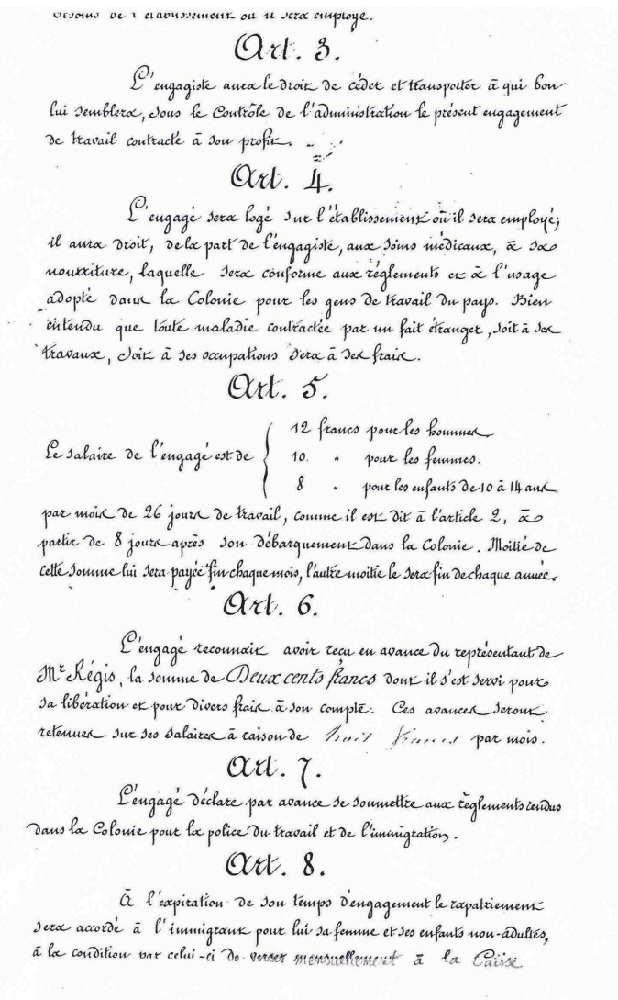 besoins de l'établissement où il sera employé.
Art. 3.
L'engagiste aura le droit de céder et transporter à qui bon
lui semblera, sous le Contrôle de l'administration le présent engagement
de travail contracté à son profit.
Art. 4.
L'engagé sera logé sur l'établissement où il sera employé;
il aura droit, de la part de l'engagiste, aux soins médicaux, à sa
nourriture, laquelle sera conforme aux règlements et à l'usage
adopté dans la Colonie pour les gens de travail du pays. Bien
entendu que toute maladie contractée par un fait étranger, soit à ses
travaux, soit à ses occupations sera à ses frais.
Art. 5.
Le salaire de l'engagé est de
12 francs pour les hommes
10. " pour les femmes.
8 " pour les enfants de 10 à 14 ans
par mois de 26 jours de travail, comme il est dit à l'article 2, à
partir de 8 jours après son débarquement dans la Colonie. Moitié de
cette somme lui sera payée fin chaque mois, l'autre moitié le sera fin de chaque année.
Art. 6.
L'engagé reconnait avoir reçu en avance du représentant de
Mr Régis, la somme de Deux cents francs dont il s'est servi pour
sa libération et pour divers frais à son compte. Ces avances seront
retenues sur ses salaires à raison de huit francs par mois.
Art. 7.
L'engagé déclare par avance se soumettre aux règlements rendus
dans la Colonie pour la police du travail et de l'immigration.
Art. 8.
À l'expiration de son temps d'engagement le rapatriement
sera accordé à l'immigrant pour lui sa femme et ses enfants non-adultes,
à la condition par celui-ci de verser mensuellement à la Caisse